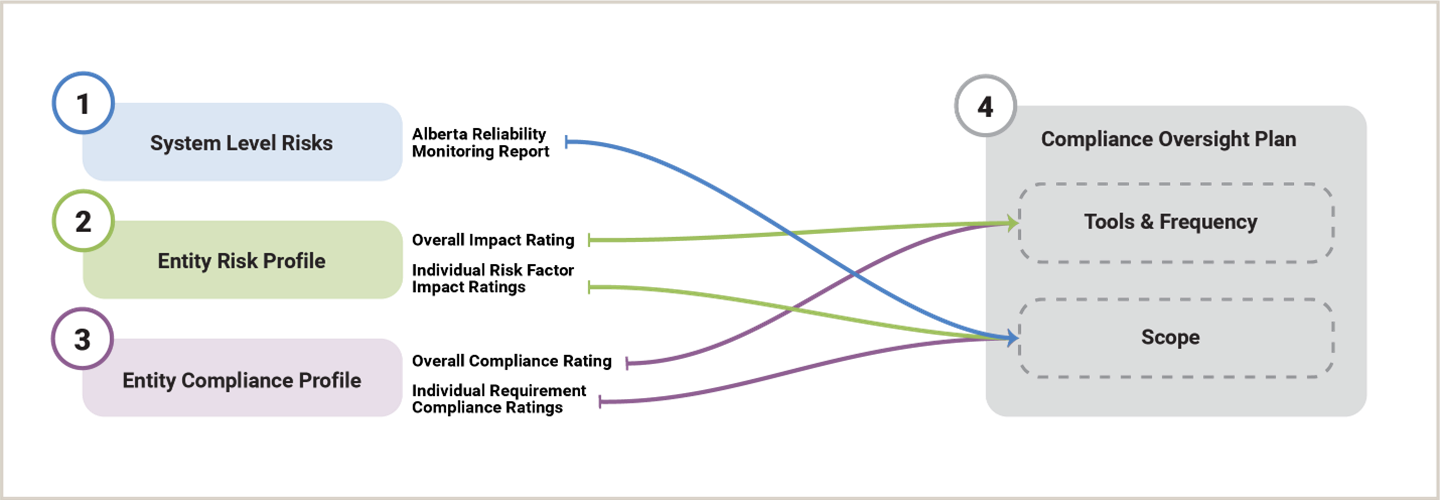 1
System Level Risks
Alberta Reliability
Monitoring Report
2
Entity Risk Profile
Overall Impact Rating
Individual Risk Factor
Impact Ratings
3
Entity Compliance Profile
Overall Compliance Rating
Individual Requirement
Compliance Ratings
4
Compliance Oversight Plan
Tools & Frequency
Scope